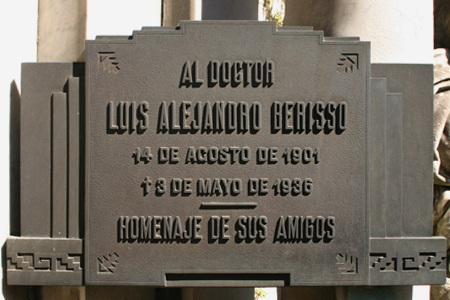 AL DOCTOR
LUIS ALEJANDRO BERISSO
14 DE AGOSTO DE 1901
† 3 DE MAYO DE 1936
HOMENAJE DE SUS AMIGOS